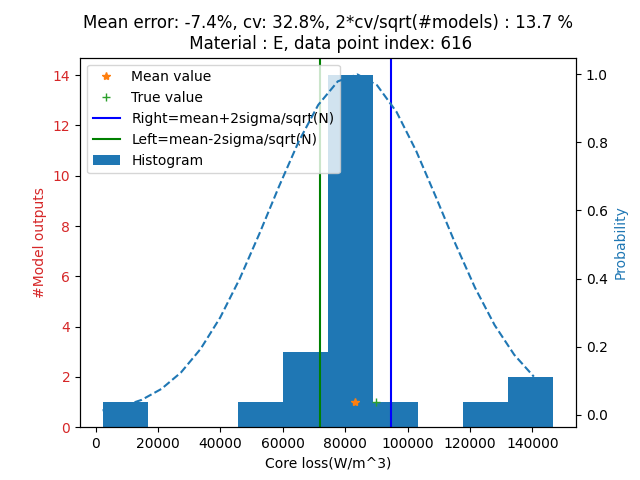 Mean error: -7.4%, cv: 32.8%, 2*cv/sqrt(#models) : 13.7 %
Material : E, data point index: 616
Mean value
True value
Right=mean+2sigma/sqrt(N)
Left=mean-2sigma/sqrt(N)
Histogram
14
12
10
8
6
4
2
0
#Model outputs
1.0
0.8
0.6
0.4
0.2
0.0
Probability
0 20000 40000 60000 80000 100000 120000 140000
Core loss(W/m^3)